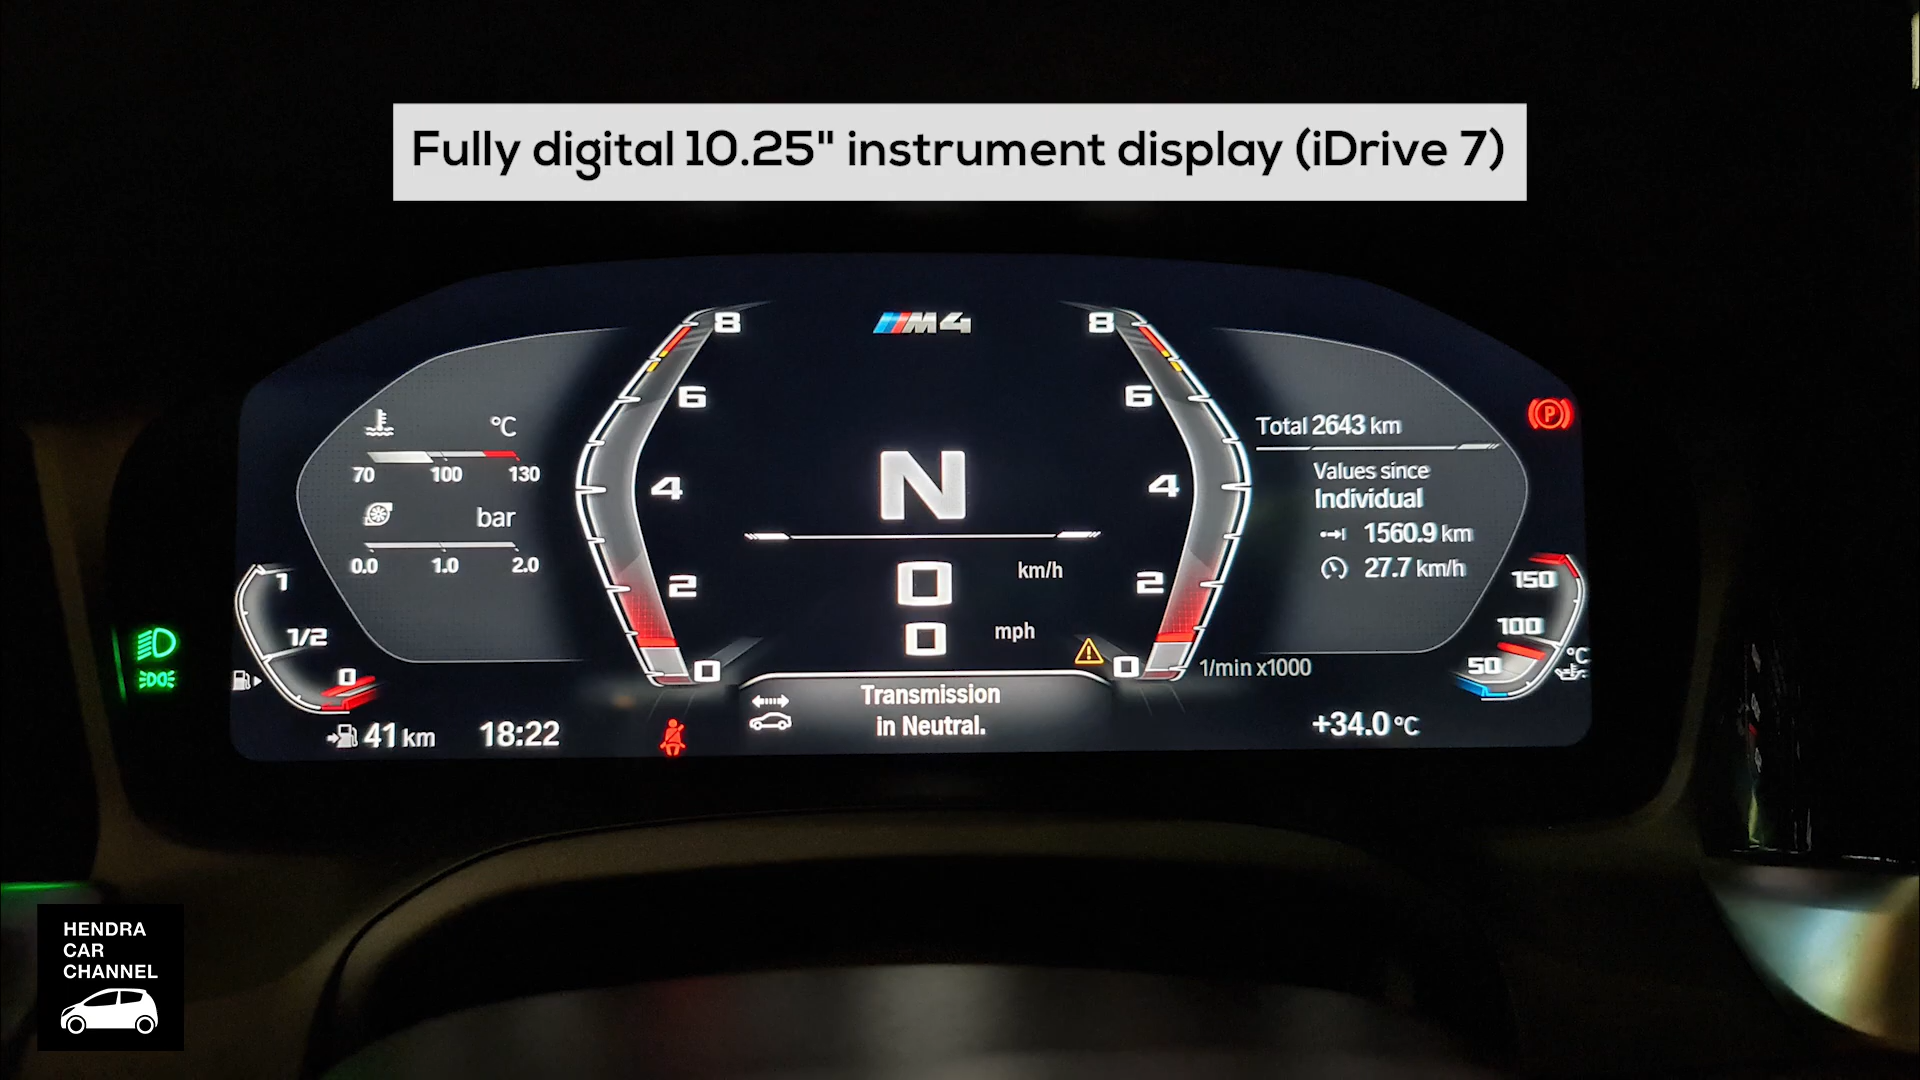 Fully digital 10.25" instrument display (iDrive 7)
M4
8
8
6
6
4
4
2
2
0
0
°C
70 100 130
bar
0.0 1.0 2.0
1
1/2
0
N
0 km/h
0 mph
Total 2643 km
Values since
Individual
1560.9 km
27.7 km/h
P
150
100
50
°C
1/min x1000
Transmission
in Neutral.
41 km
18:22
+34.0 °C
HENDRA
CAR
CHANNEL